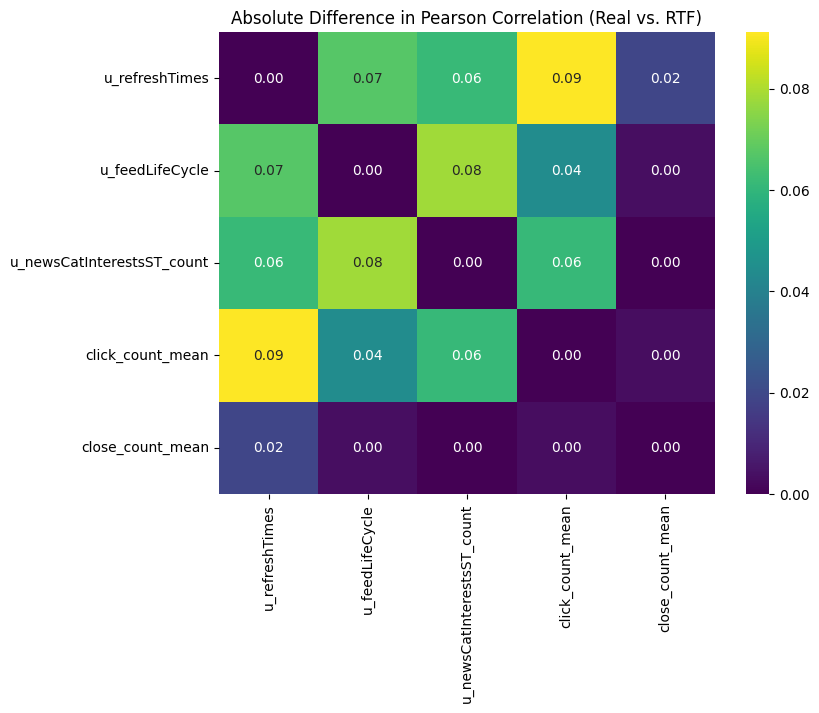 Absolute Difference in Pearson Correlation (Real vs. RTF)
u_refreshTimes 0.00 0.07 0.06 0.09 0.02
u_feedLifeCycle 0.07 0.00 0.08 0.04 0.00
u_newsCatInterestsST_count 0.06 0.08 0.00 0.06 0.00
click_count_mean 0.09 0.04 0.06 0.00 0.00
close_count_mean 0.02 0.00 0.00 0.00 0.00
u_refreshTimes
u_feedLifeCycle
u_newsCatInterestsST_count
click_count_mean
close_count_mean
0.08
0.06
0.04
0.02
0.00